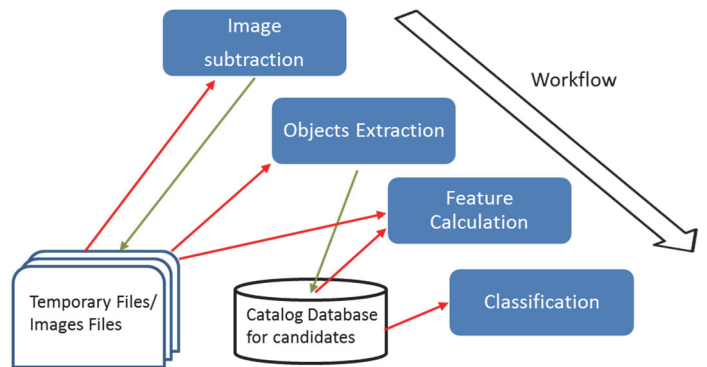 Image
subtraction
Workflow
Objects Extraction
Feature
Calculation
Temporary Files/
Images Files
Catalog Database
for candidates
Classification